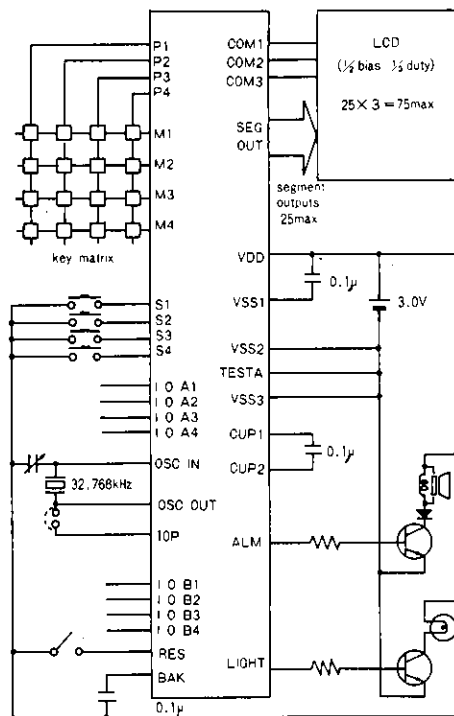 P1
P2
P3
P4
M1
M2
M3
M4
key matrix
S1
S2
S3
S4
I O A1
I O A2
I O A3
I O A4
OSC IN
32.768kHz
OSC OUT
10P
I O B1
I O B2
I O B3
I O B4
RES
BAK
0.1μ
COM1
COM2
COM3
SEG
OUT
LCD
(½ bias ⅓ duty)
25 × 3 = 75max
segment
outputs
25max
VDD
0.1μ
3.0V
VSS1
VSS2
TESTA
VSS3
CUP1
0.1μ
CUP2
ALM
LIGHT